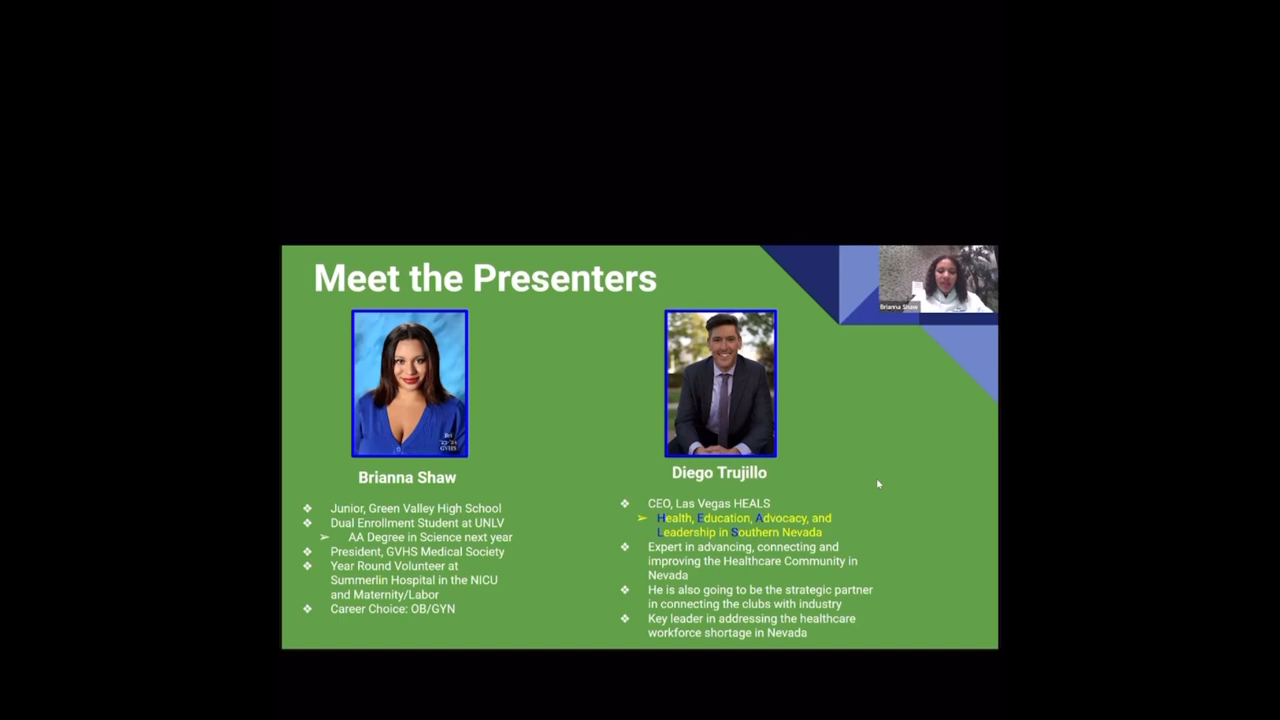 Meet the Presenters
Brianna Shaw
Bri
'23-'24
GVHS
Brianna Shaw
❖ Junior, Green Valley High School
❖ Dual Enrollment Student at UNLV
➢ AA Degree in Science next year
❖ President, GVHS Medical Society
❖ Year Round Volunteer at
Summerlin Hospital in the NICU
and Maternity/Labor
❖ Career Choice: OB/GYN
Diego Trujillo
❖ CEO, Las Vegas HEALS
➢ Health, Education, Advocacy, and
Leadership in Southern Nevada
❖ Expert in advancing, connecting and
improving the Healthcare Community in
Nevada
❖ He is also going to be the strategic partner
in connecting the clubs with industry
❖ Key leader in addressing the healthcare
workforce shortage in Nevada